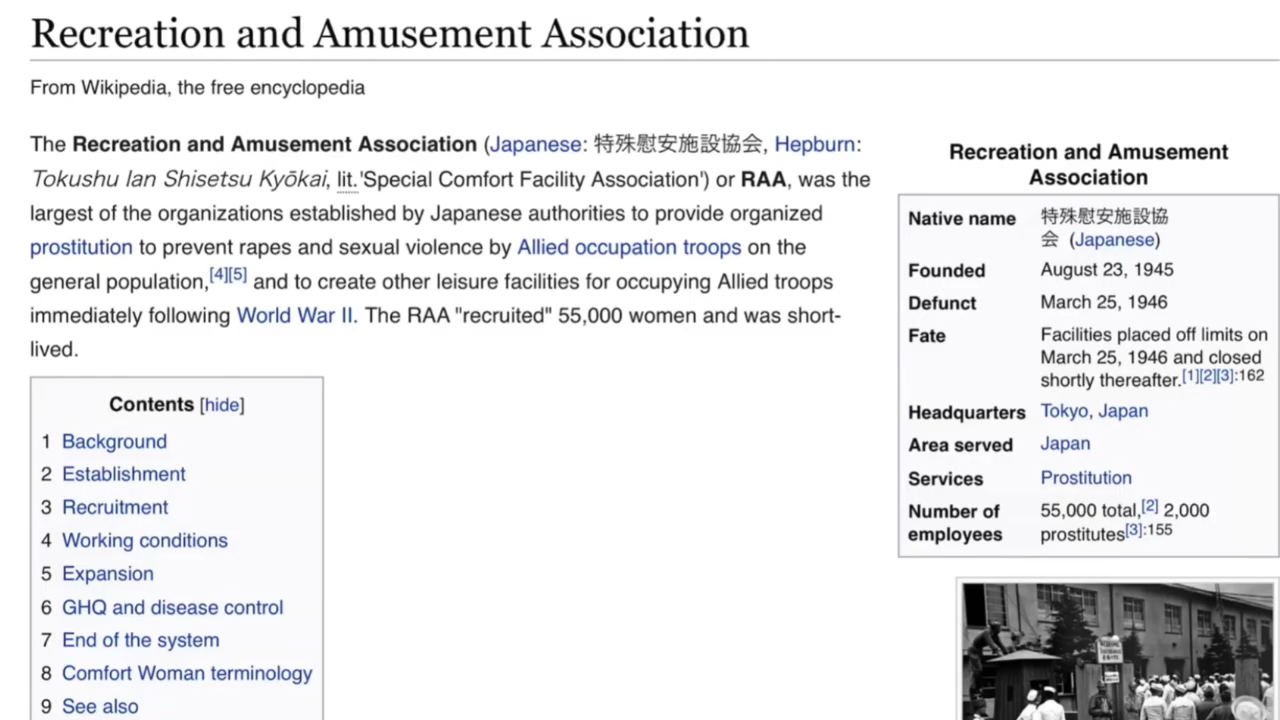 Recreation and Amusement Association
From Wikipedia, the free encyclopedia
The Recreation and Amusement Association (Japanese: 特殊慰安施設協会, Hepburn:
Tokushu Ian Shisetsu Kyōkai, lit.'Special Comfort Facility Association') or RAA, was the
largest of the organizations established by Japanese authorities to provide organized
prostitution to prevent rapes and sexual violence by Allied occupation troops on the
general population,[4][5] and to create other leisure facilities for occupying Allied troops
immediately following World War II. The RAA "recruited" 55,000 women and was short-
lived.
Contents [hide]
1 Background
2 Establishment
3 Recruitment
4 Working conditions
5 Expansion
6 GHQ and disease control
7 End of the system
8 Comfort Woman terminology
9 See also
Recreation and Amusement
Association
Native name 特殊慰安施設協
会 (Japanese)
Founded August 23, 1945
Defunct March 25, 1946
Fate Facilities placed off limits on
March 25, 1946 and closed
shortly thereafter.[1][2][3]:162
Headquarters Tokyo, Japan
Area served Japan
Services Prostitution
Number of 55,000 total,[2] 2,000
employees prostitutes[3]:155